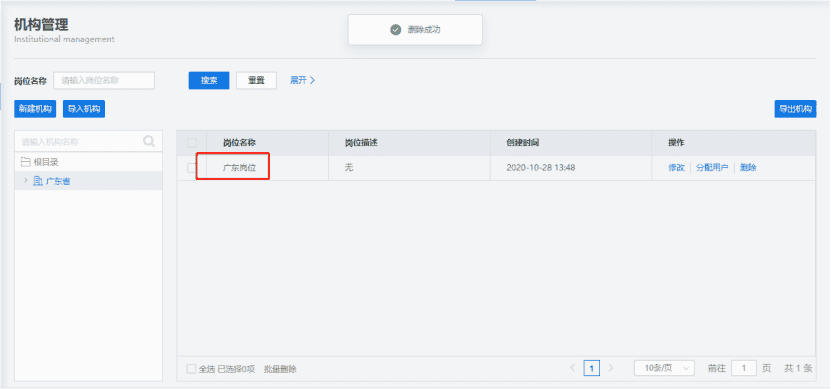 机构管理
Institutional management
删除成功
岗位名称 请输入岗位名称 搜索 重置 展开
新建机构 导入机构 导出机构
请输入机构名称
根目录
广东省
岗位名称 岗位描述 创建时间 操作
广东岗位 无 2020-10-28 13:48 修改 分配用户 删除
全选 已选择0项 批量删除 1 10条/页 前往 1 页 共 1 条